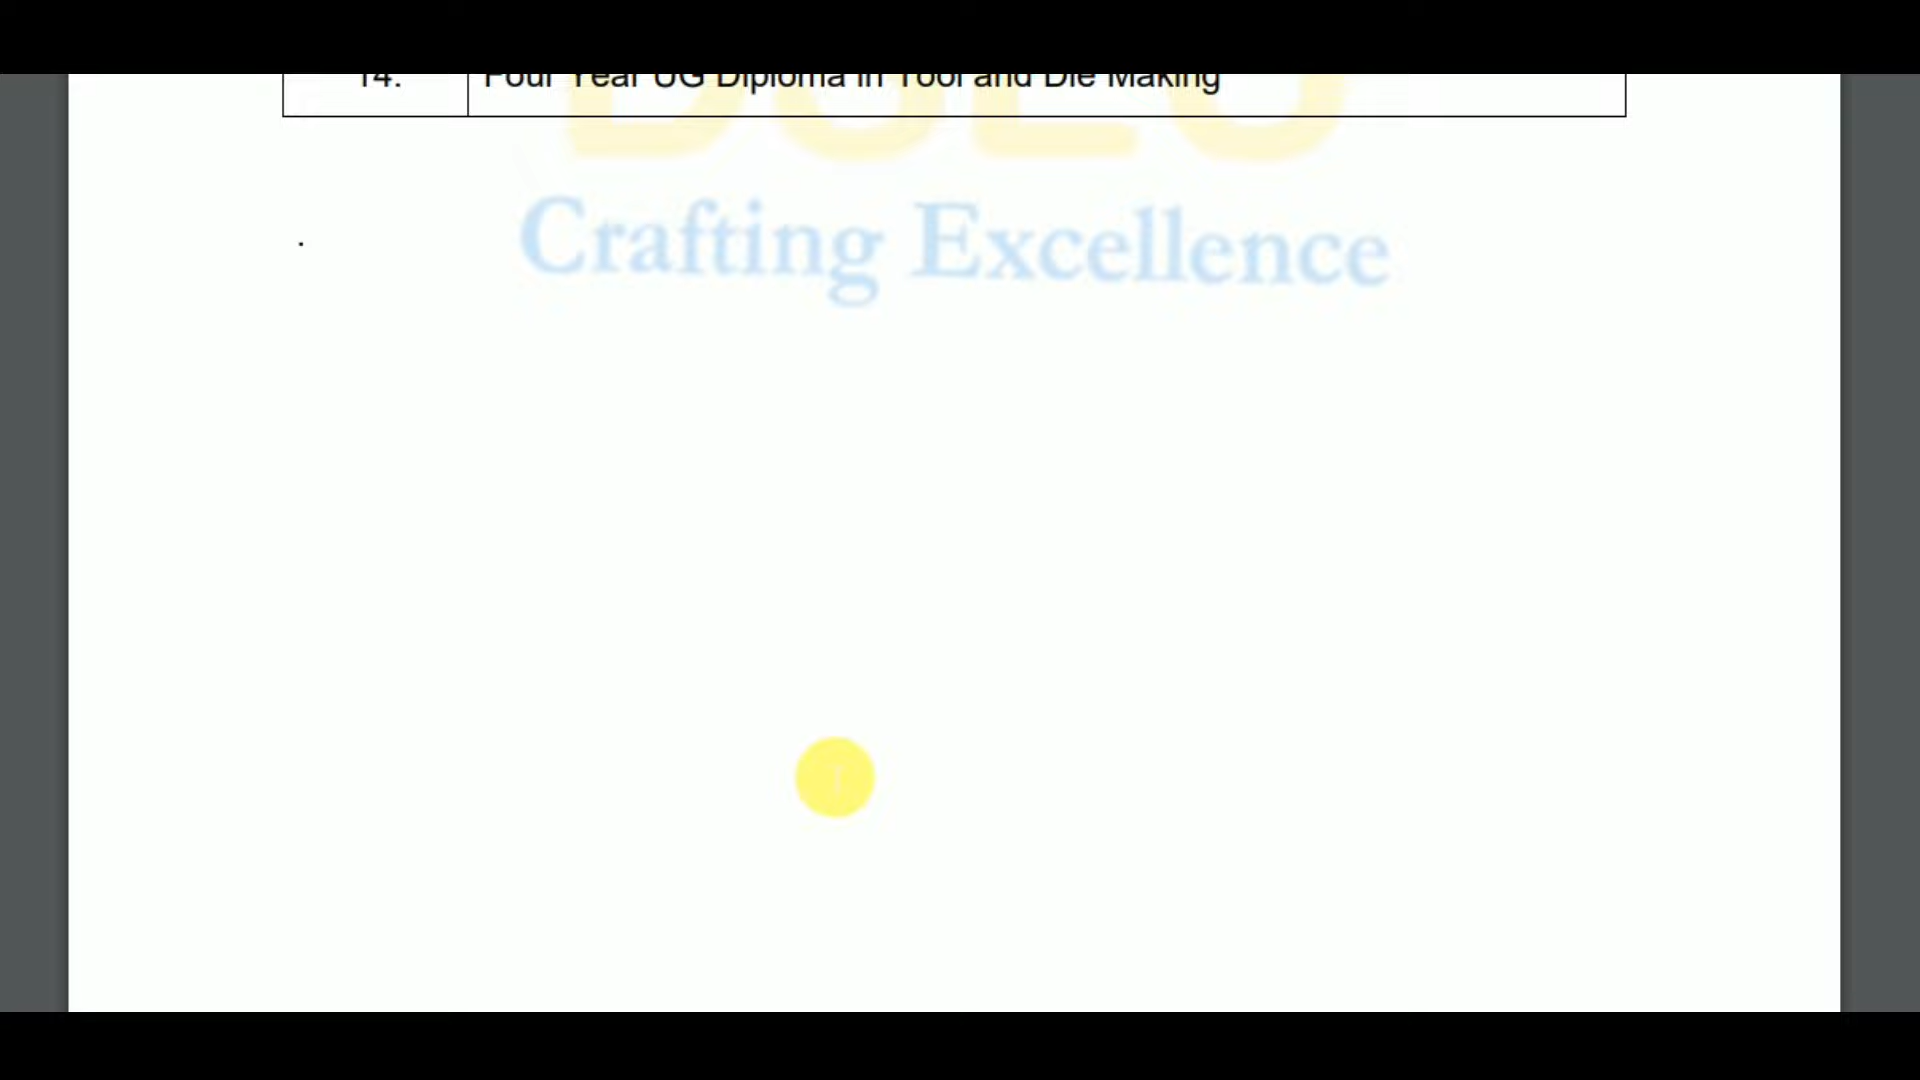 14. Four Year UG Diploma in Tool and Die Making
Crafting Excellence
.